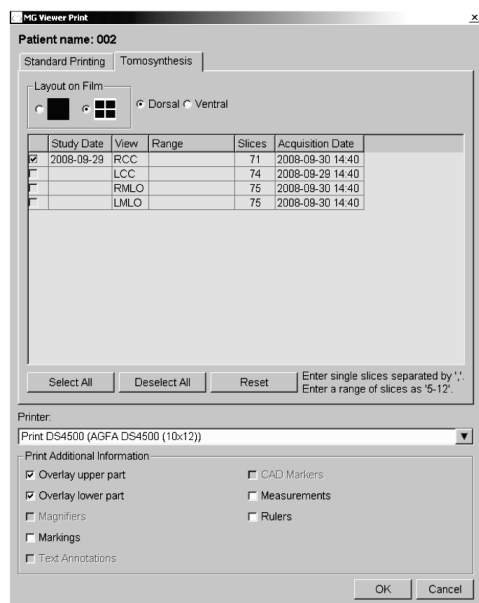 MG Viewer Print
Patient name: 002
Standard Printing Tomosynthesis
Layout on Film
Dorsal Ventral
Study Date View Range Slices Acquisition Date
2008-09-29 RCC 71 2008-09-30 14:40
LCC 74 2008-09-29 14:40
RMLO 75 2008-09-30 14:40
LMLO 75 2008-09-30 14:40
Select All Deselect All Reset Enter single slices separated by ','.
Enter a range of slices as '5-12'.
Printer:
Print DS4500 (AGFA DS4500 (10x12))
Print Additional Information
Overlay upper part CAD Markers
Overlay lower part Measurements
Magnifiers Rulers
Markings
Text Annotations
OK Cancel